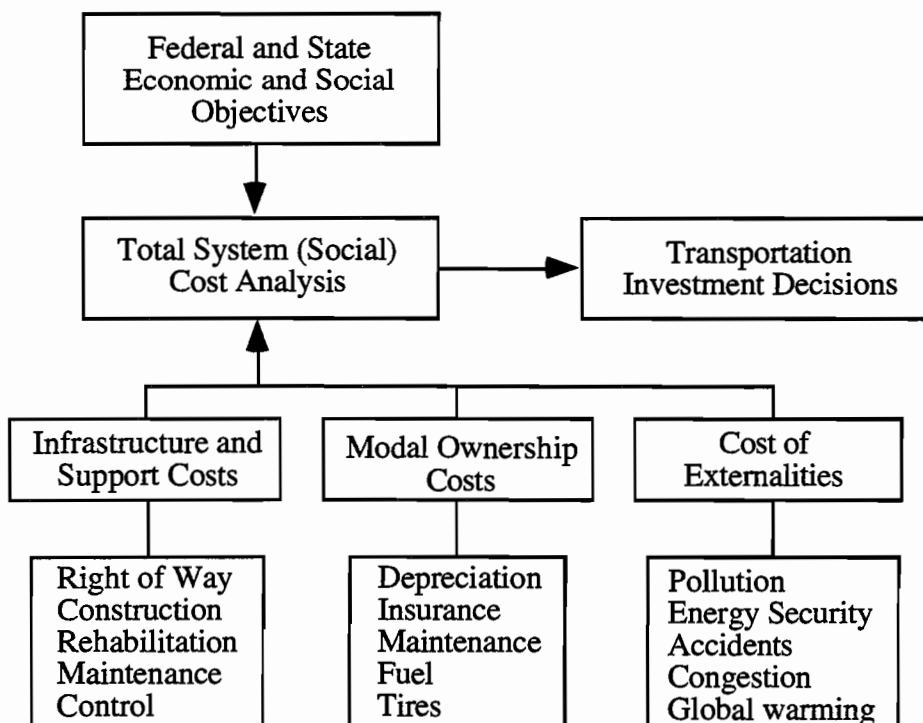 Federal and State
Economic and Social
Objectives
Total System (Social)
Cost Analysis
Transportation
Investment Decisions
Infrastructure and
Support Costs
Modal Ownership
Costs
Cost of
Externalities
Right of Way
Construction
Rehabilitation
Maintenance
Control
Depreciation
Insurance
Maintenance
Fuel
Tires
Pollution
Energy Security
Accidents
Congestion
Global warming